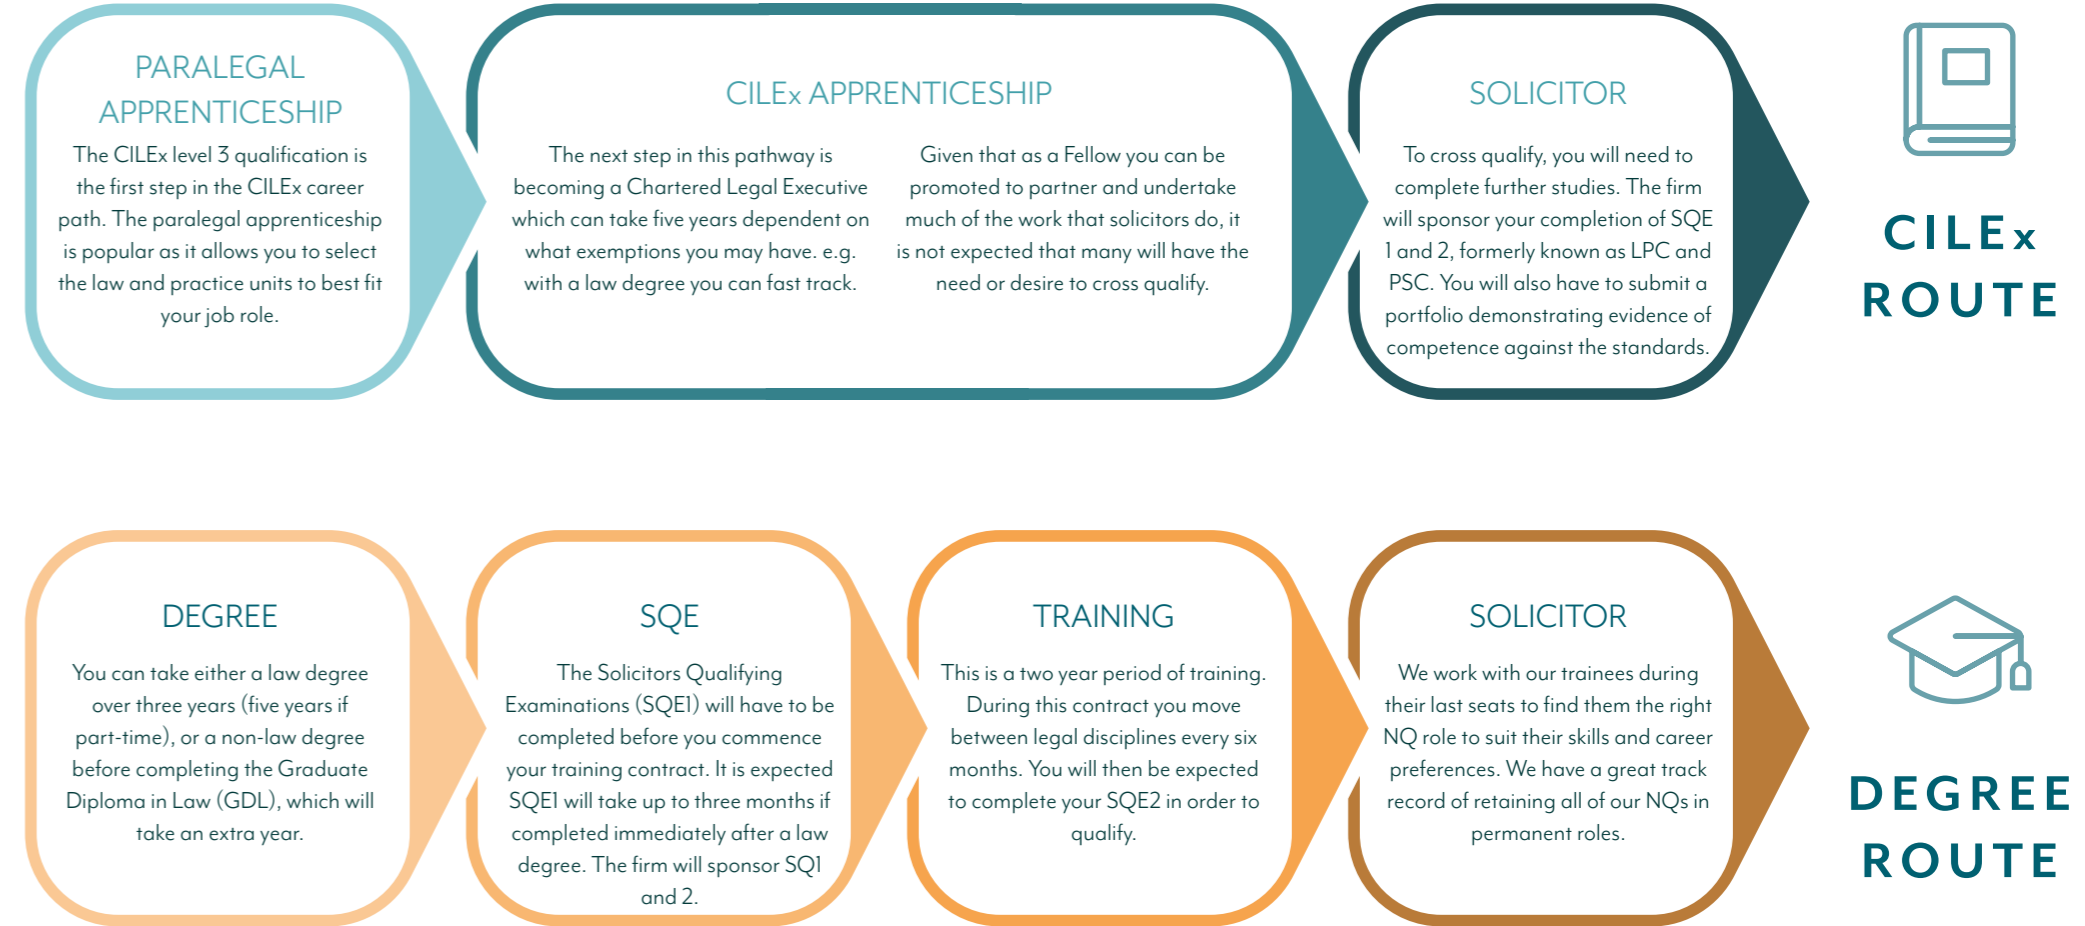 PARALEGAL
APPRENTICESHIP
The CILEx level 3 qualification is
the first step in the CILEx career
path. The paralegal apprenticeship
is popular as it allows you to select
the law and practice units to best fit
your job role.
CILEx APPRENTICESHIP
The next step in this pathway is
becoming a Chartered Legal Executive
which can take five years dependent on
what exemptions you may have. e.g.
with a law degree you can fast track.
Given that as a Fellow you can be
promoted to partner and undertake
much of the work that solicitors do, it
is not expected that many will have the
need or desire to cross qualify.
SOLICITOR
To cross qualify, you will need to
complete further studies. The firm
will sponsor your completion of SQE
1 and 2, formerly known as LPC and
PSC. You will also have to submit a
portfolio demonstrating evidence of
competence against the standards.
CILEx
ROUTE
DEGREE
You can take either a law degree
over three years (five years if
part-time), or a non-law degree
before completing the Graduate
Diploma in Law (GDL), which will
take an extra year.
SQE
The Solicitors Qualifying
Examinations (SQE1) will have to be
completed before you commence
your training contract. It is expected
SQE1 will take up to three months if
completed immediately after a law
degree. The firm will sponsor SQ1
and 2.
TRAINING
This is a two year period of training.
During this contract you move
between legal disciplines every six
months. You will then be expected
to complete your SQE2 in order to
qualify.
SOLICITOR
We work with our trainees during
their last seats to find them the right
NQ role to suit their skills and career
preferences. We have a great track
record of retaining all of our NQs in
permanent roles.
DEGREE
ROUTE